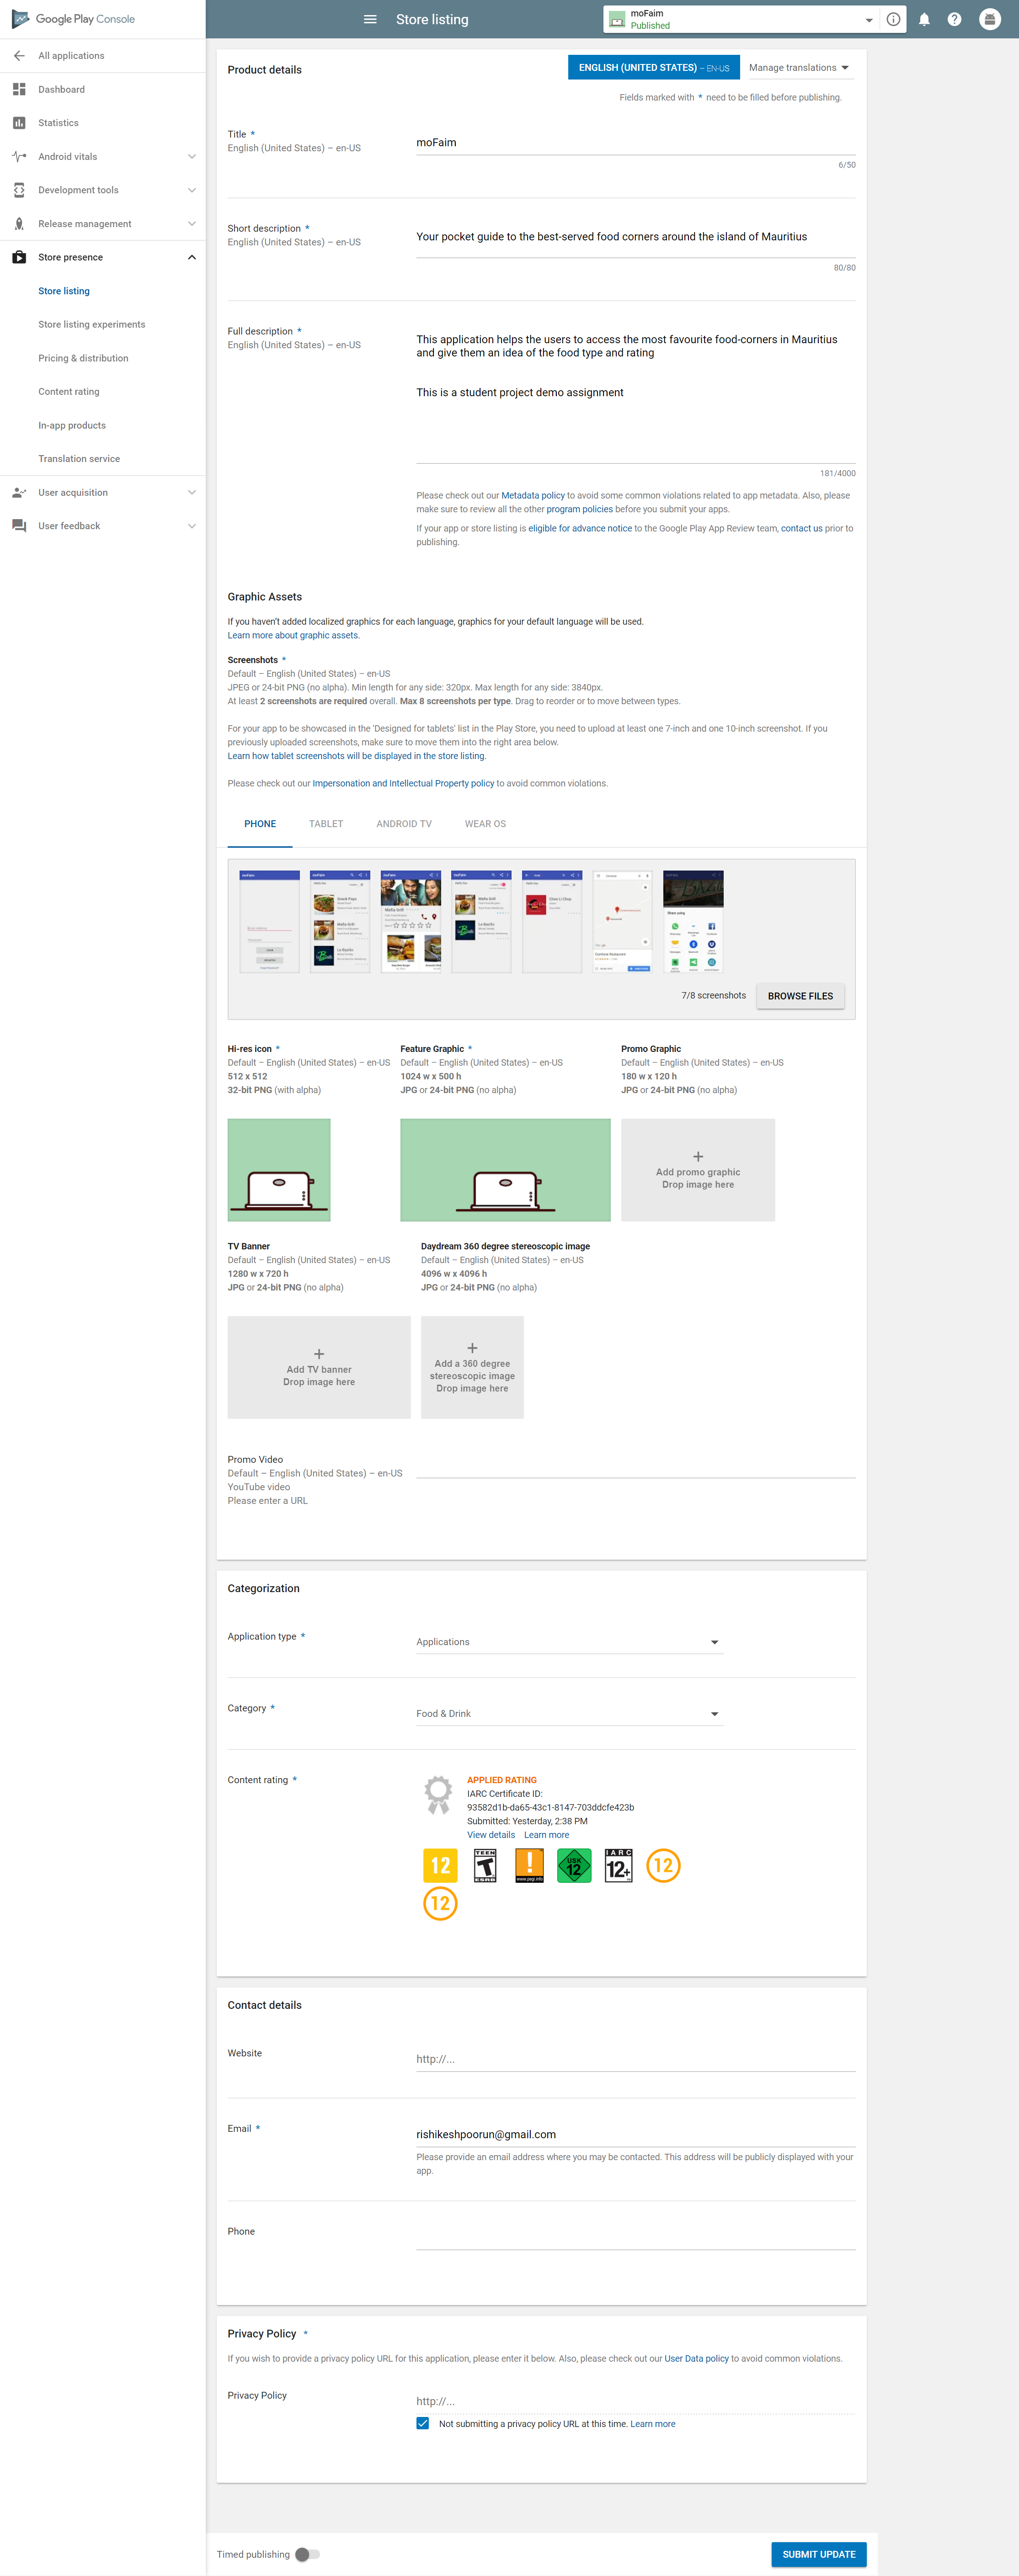 Google Play Console
Store listing
moFaim
Published
All applications
Dashboard
Statistics
Android vitals
Development tools
Release management
Store presence
Store listing
Store listing experiments
Pricing & distribution
Content rating
In-app products
Translation service
User acquisition
User feedback
Product details
ENGLISH (UNITED STATES) – EN-US
Manage translations
Fields marked with * need to be filled before publishing.
Title *
English (United States) – en-US
moFaim
6/50
Short description *
English (United States) – en-US
Your pocket guide to the best-served food corners around the island of Mauritius
80/80
Full description *
English (United States) – en-US
This application helps the users to access the most favourite food-corners in Mauritius
and give them an idea of the food type and rating
This is a student project demo assignment
181/4000
Please check out our Metadata policy to avoid some common violations related to app metadata. Also, please
make sure to review all the other program policies before you submit your apps.
If your app or store listing is eligible for advance notice to the Google Play App Review team, contact us prior to
publishing.
Graphic Assets
If you haven't added localized graphics for each language, graphics for your default language will be used.
Learn more about graphic assets.
Screenshots *
Default – English (United States) – en-US
JPEG or 24-bit PNG (no alpha). Min length for any side: 320px. Max length for any side: 3840px.
At least 2 screenshots are required overall. Max 8 screenshots per type. Drag to reorder or to move between types.
For your app to be showcased in the 'Designed for tablets' list in the Play Store, you need to upload at least one 7-inch and one 10-inch screenshot. If you
previously uploaded screenshots, make sure to move them into the right area below.
Learn how tablet screenshots will be displayed in the store listing.
Please check out our Impersonation and Intellectual Property policy to avoid common violations.
PHONE
TABLET
ANDROID TV
WEAR OS
7/8 screenshots
BROWSE FILES
Hi-res icon *
Default – English (United States) – en-US
512 x 512
32-bit PNG (with alpha)
Feature Graphic *
Default – English (United States) – en-US
1024 w x 500 h
JPG or 24-bit PNG (no alpha)
Promo Graphic
Default – English (United States) – en-US
180 w x 120 h
JPG or 24-bit PNG (no alpha)
+
Add promo graphic
Drop image here
TV Banner
Default – English (United States) – en-US
1280 w x 720 h
JPG or 24-bit PNG (no alpha)
Daydream 360 degree stereoscopic image
Default – English (United States) – en-US
4096 w x 4096 h
JPG or 24-bit PNG (no alpha)
+
Add TV banner
Drop image here
+
Add a 360 degree
stereoscopic image
Drop image here
Promo Video
Default – English (United States) – en-US
YouTube video
Please enter a URL
Categorization
Application type *
Applications
Category *
Food & Drink
Content rating *
APPLIED RATING
IARC Certificate ID:
93582d1b-da65-43c1-8147-703ddcfe423b
Submitted: Yesterday, 2:38 PM
View details Learn more
12
TEEN
T
ESRB
!
www.pegi.info
USK
12
IARC
12+
12
12
Contact details
Website
http://...
Email *
rishikeshpoorun@gmail.com
Please provide an email address where you may be contacted. This address will be publicly displayed with your
app.
Phone
Privacy Policy *
If you wish to provide a privacy policy URL for this application, please enter it below. Also, please check out our User Data policy to avoid common violations.
Privacy Policy
http://...
Not submitting a privacy policy URL at this time. Learn more
Timed publishing
SUBMIT UPDATE